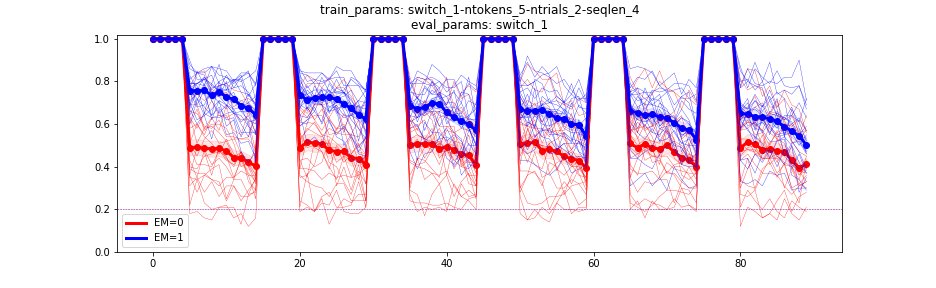 train_params: switch_1-ntokens_5-ntrials_2-seqlen_4
eval_params: switch_1
1.0
0.8
0.6
0.4
0.2
0.0
EM=0
EM=1
0
20
40
60
80